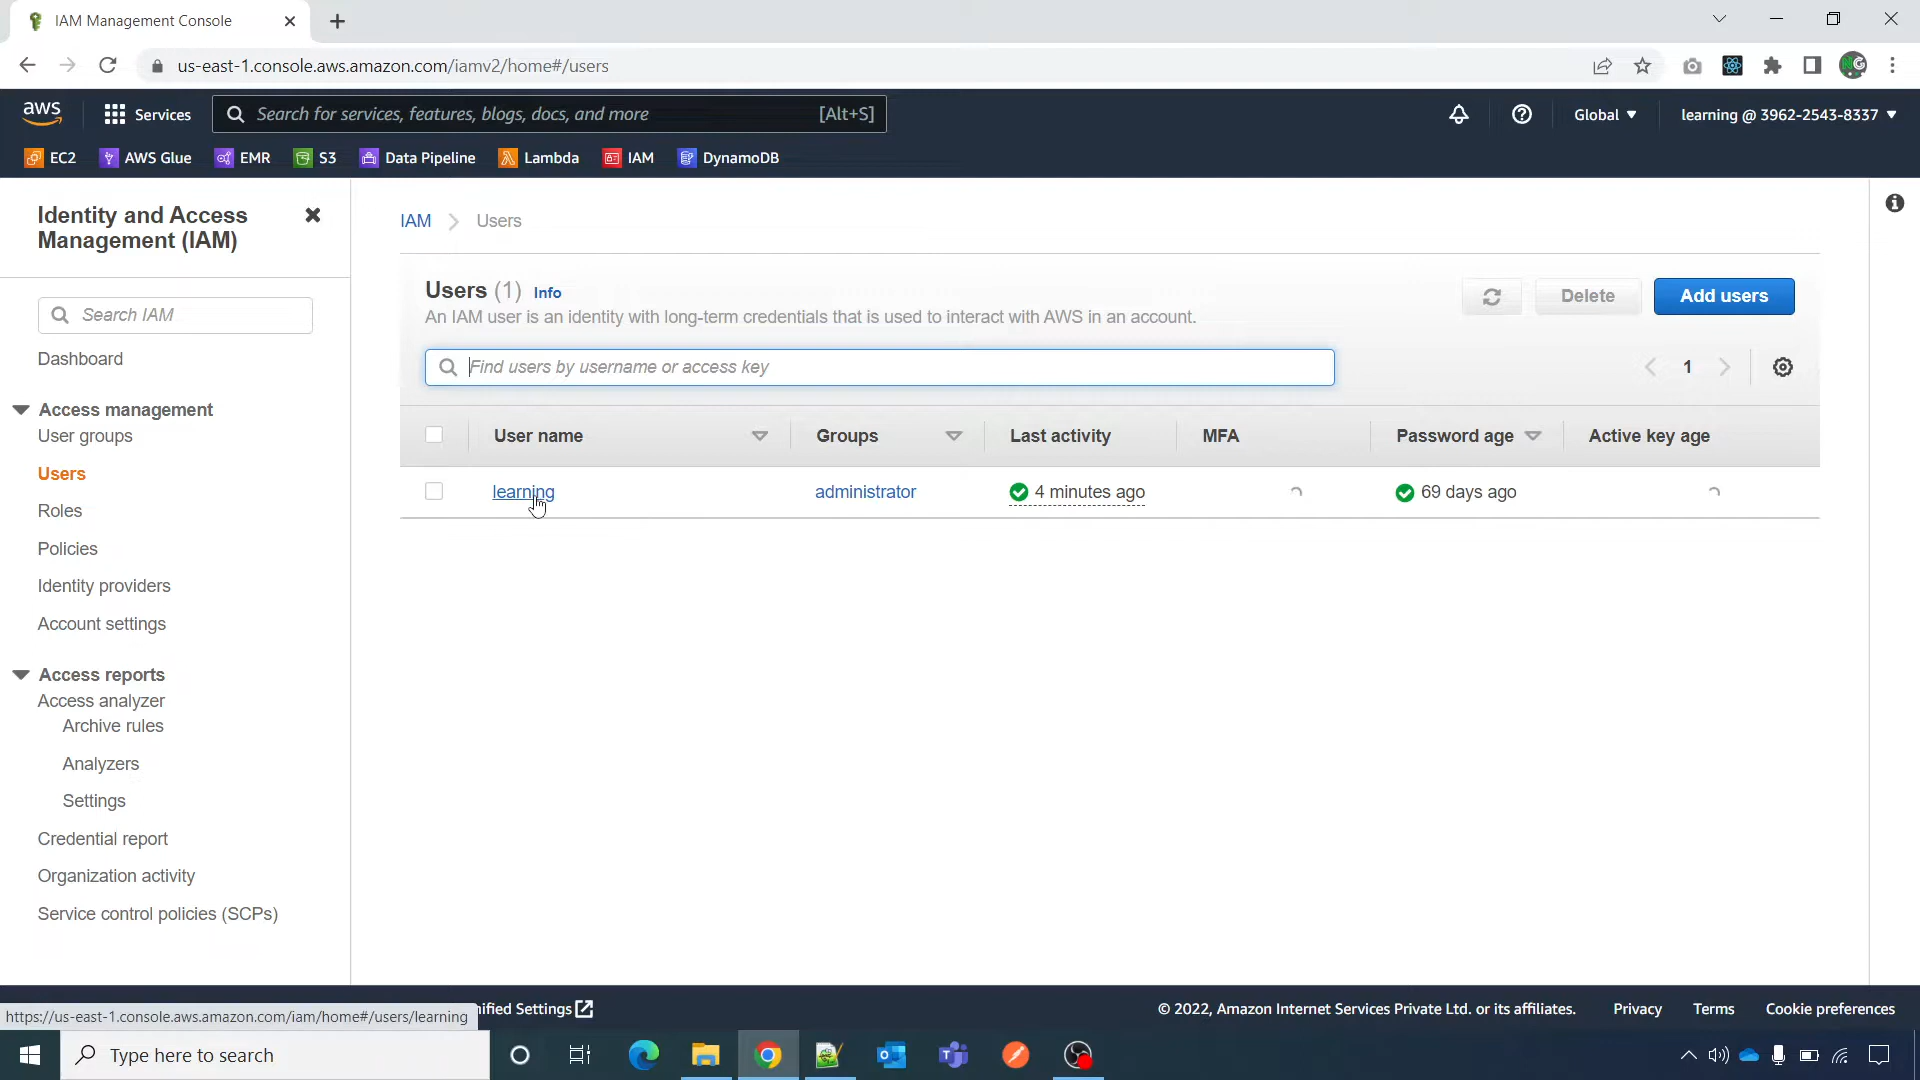 IAM Management Console
us-east-1.console.aws.amazon.com/iamv2/home#/users
NG
aws
Services
Search for services, features, blogs, docs, and more
[Alt+S]
Global
learning @ 3962-2543-8337
EC2
AWS Glue
EMR
S3
Data Pipeline
Lambda
IAM
DynamoDB
Identity and Access
Management (IAM)
Search IAM
Dashboard
Access management
User groups
Users
Roles
Policies
Identity providers
Account settings
Access reports
Access analyzer
Archive rules
Analyzers
Settings
Credential report
Organization activity
Service control policies (SCPs)
IAM
Users
Users (1) Info
An IAM user is an identity with long-term credentials that is used to interact with AWS in an account.
Delete
Add users
Find users by username or access key
1
User name
Groups
Last activity
MFA
Password age
Active key age
learning
administrator
4 minutes ago
69 days ago
nified Settings
© 2022, Amazon Internet Services Private Ltd. or its affiliates.
Privacy
Terms
Cookie preferences
https://us-east-1.console.aws.amazon.com/iam/home#/users/learning
Type here to search